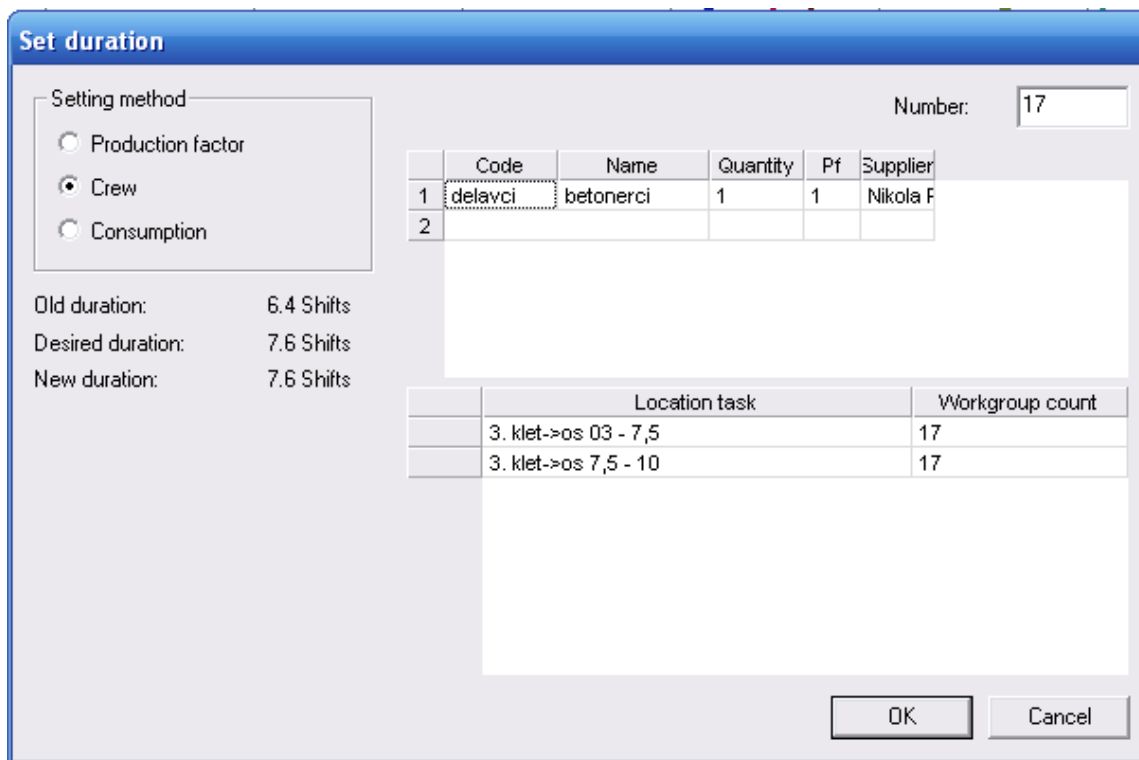 Set duration
Setting method
Production factor
Crew
Consumption
Old duration: 6.4 Shifts
Desired duration: 7.6 Shifts
New duration: 7.6 Shifts
Number: 17
Code Name Quantity Pf Supplier
1 delavci betonerci 1 1 Nikola
2
Location task Workgroup count
3. klet->os 03 - 7,5 17
3. klet->os 7,5 - 10 17
OK Cancel